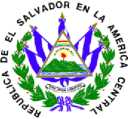 REPUBLICA DE EL SALVADOR EN LA AMERICA CENTRAL